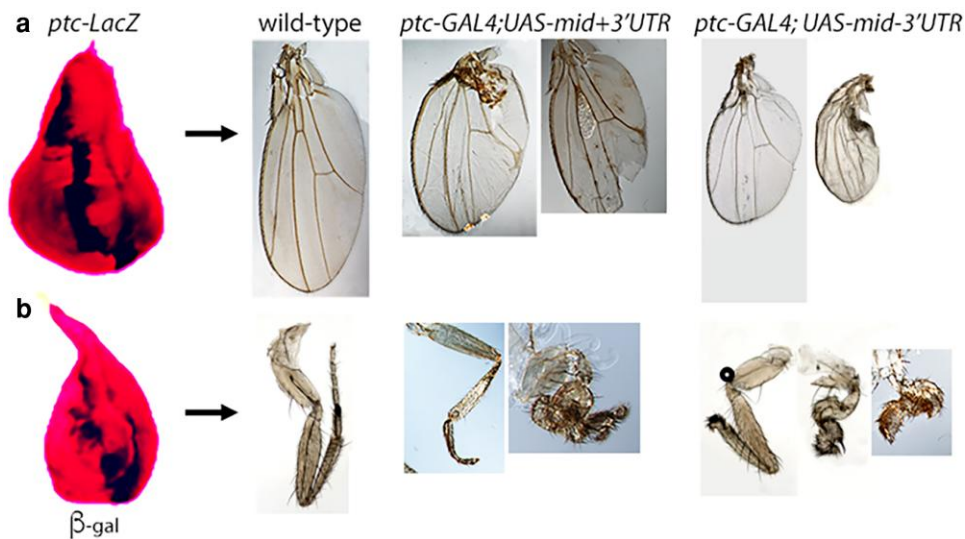 a ptc-LacZ wild-type ptc-GAL4;UAS-mid+3'UTR ptc-GAL4; UAS-mid-3'UTR
b
β-gal